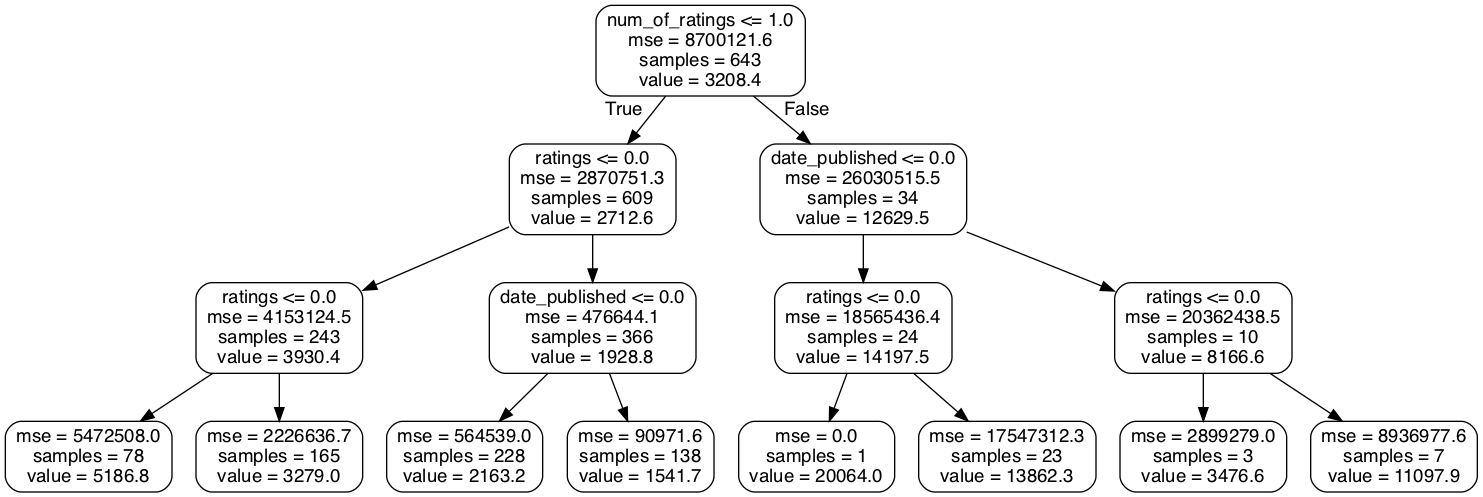 num_of_ratings <= 1.0
mse = 8700121.6
samples = 643
value = 3208.4
True
False
ratings <= 0.0
mse = 2870751.3
samples = 609
value = 2712.6
date_published <= 0.0
mse = 26030515.5
samples = 34
value = 12629.5
ratings <= 0.0
mse = 4153124.5
samples = 243
value = 3930.4
date_published <= 0.0
mse = 476644.1
samples = 366
value = 1928.8
ratings <= 0.0
mse = 18565436.4
samples = 24
value = 14197.5
ratings <= 0.0
mse = 20362438.5
samples = 10
value = 8166.6
mse = 5472508.0
samples = 78
value = 5186.8
mse = 2226636.7
samples = 165
value = 3279.0
mse = 564539.0
samples = 228
value = 2163.2
mse = 90971.6
samples = 138
value = 1541.7
mse = 0.0
samples = 1
value = 20064.0
mse = 17547312.3
samples = 23
value = 13862.3
mse = 2899279.0
samples = 3
value = 3476.6
mse = 8936977.6
samples = 7
value = 11097.9